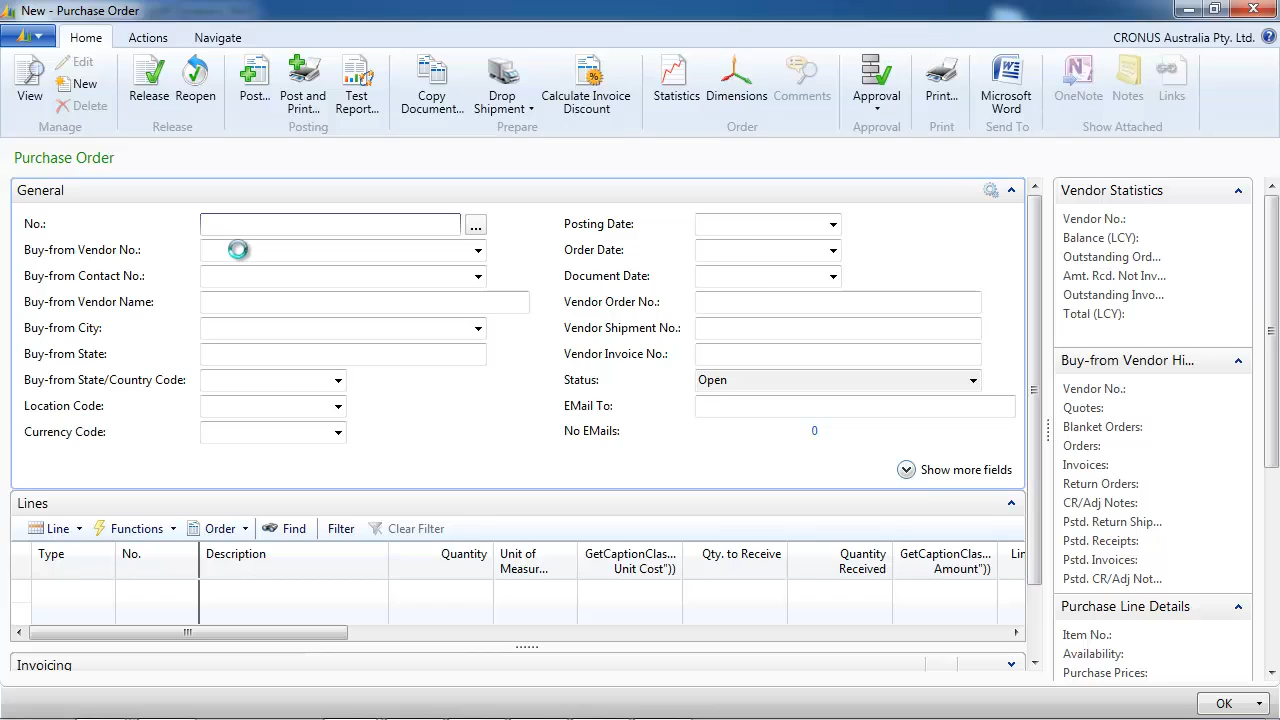 New - Purchase Order
Home
Actions
Navigate
CRONUS Australia Pty. Ltd.
View
Edit
New
Delete
Manage
Release
Reopen
Release
Post...
Post and Print...
Test Report...
Posting
Copy Document...
Drop Shipment
Calculate Invoice Discount
Prepare
Statistics
Dimensions
Comments
Order
Approval
Approval
Print...
Print
Microsoft Word
Send To
OneNote
Notes
Links
Show Attached
Purchase Order
General
No.:
...
Buy-from Vendor No.:
Buy-from Contact No.:
Buy-from Vendor Name:
Buy-from City:
Buy-from State:
Buy-from State/Country Code:
Location Code:
Currency Code:
Posting Date:
Order Date:
Document Date:
Vendor Order No.:
Vendor Shipment No.:
Vendor Invoice No.:
Status: Open
EMail To:
No EMails: 0
Show more fields
Lines
Line
Functions
Order
Find
Filter
Clear Filter
Type
No.
Description
Quantity
Unit of Measur...
GetCaptionClas... Unit Cost"))
Qty. to Receive
Quantity Received
GetCaptionClas... Amount"))
Lin
Invoicing
Vendor Statistics
Vendor No.:
Balance (LCY):
Outstanding Ord...
Amt. Rcd. Not Inv...
Outstanding Invo...
Total (LCY):
Buy-from Vendor Hi...
Vendor No.:
Quotes:
Blanket Orders:
Orders:
Invoices:
Return Orders:
CR/Adj Notes:
Pstd. Return Ship...
Pstd. Receipts:
Pstd. Invoices:
Pstd. CR/Adj Not...
Purchase Line Details
Item No.:
Availability:
Purchase Prices:
OK